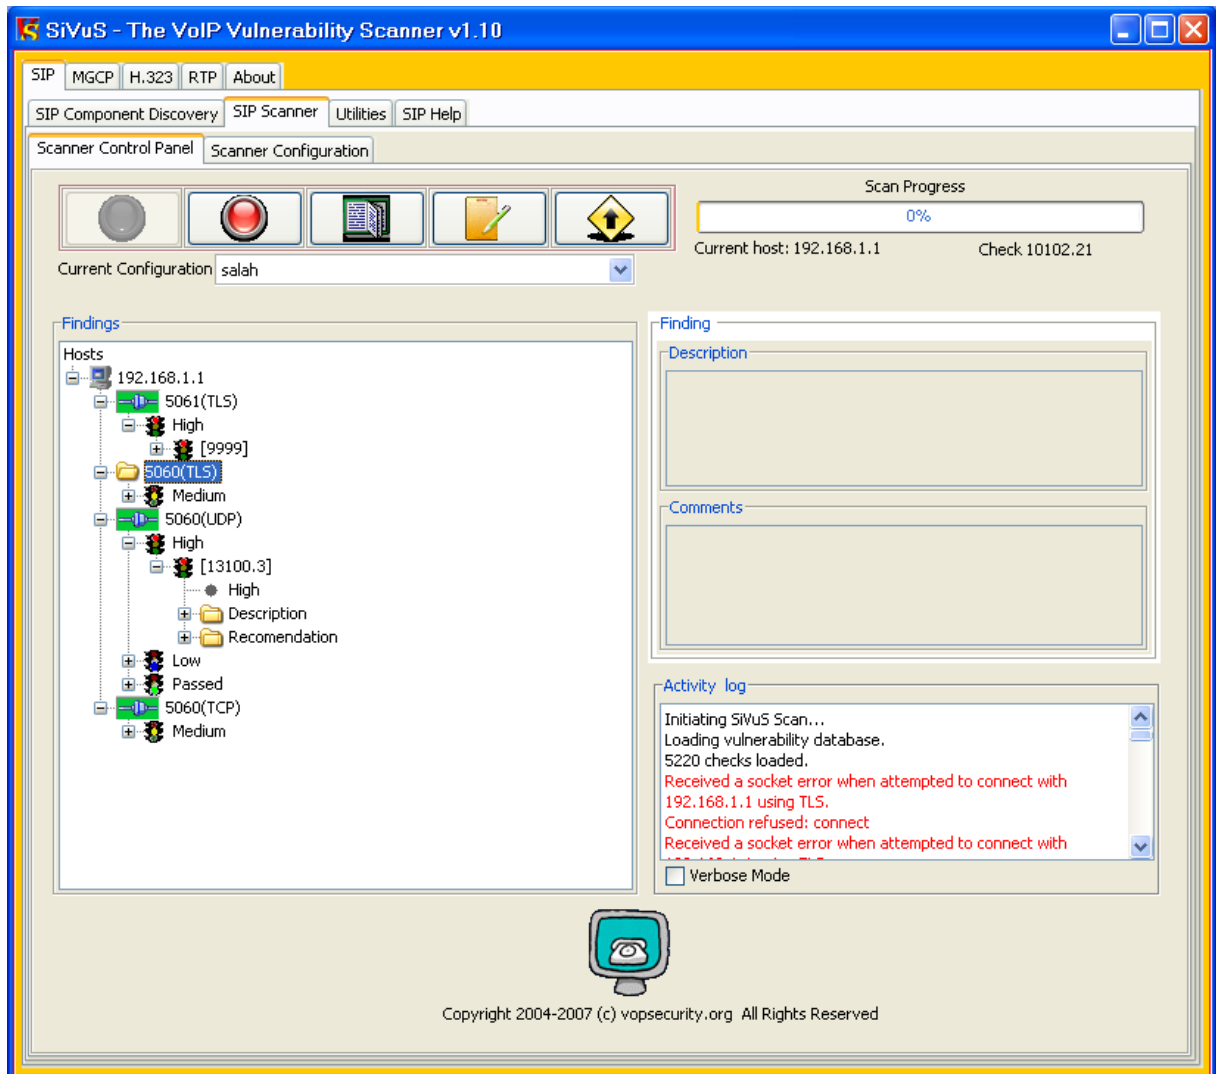 SiVuS - The VoIP Vulnerability Scanner v1.10
SIP MGCP H.323 RTP About
SIP Component Discovery SIP Scanner Utilities SIP Help
Scanner Control Panel Scanner Configuration
Scan Progress
0%
Current host: 192.168.1.1 Check 10102.21
Current Configuration salah
Findings
Hosts
192.168.1.1
5061(TLS)
High
[9999]
5060(TLS)
Medium
5060(UDP)
High
[13100.3]
High
Description
Recomendation
Low
Passed
5060(TCP)
Medium
Finding
Description
Comments
Activity log
Initiating SiVuS Scan...
Loading vulnerability database.
5220 checks loaded.
Received a socket error when attempted to connect with
192.168.1.1 using TLS.
Connection refused: connect
Received a socket error when attempted to connect with
Verbose Mode
Copyright 2004-2007 (c) vopsecurity.org All Rights Reserved